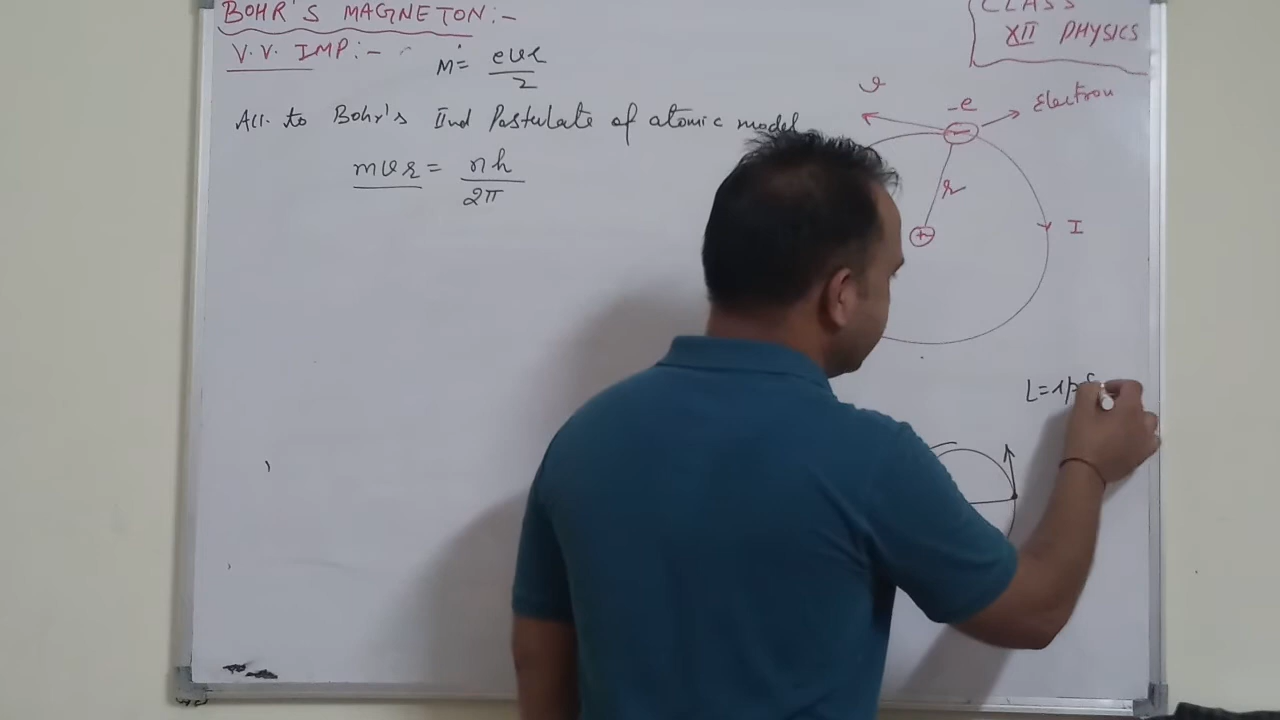 BOHR'S MAGNETON:-
CLASS
XII PHYSICS
V.V. IMP:-
M = evr/2
Acc. to Bohr's IInd Postulate of atomic model
mvr = nh/2π
v
-e
Electron
r
+
I
L=rp